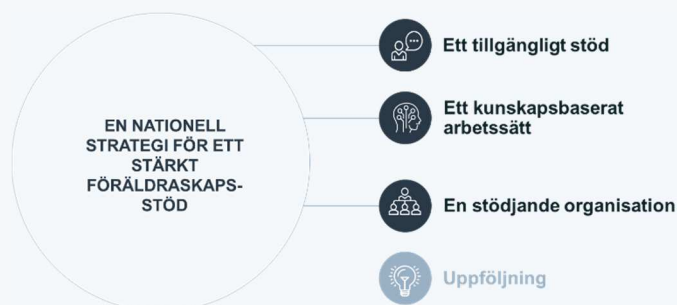 EN NATIONELL
STRATEGI FÖR ETT
STÄRKT
FÖRÄLDRASKAPS-
STÖD
Ett tillgängligt stöd
Ett kunskapsbaserat
arbetssätt
En stödjande organisation
Uppföljning